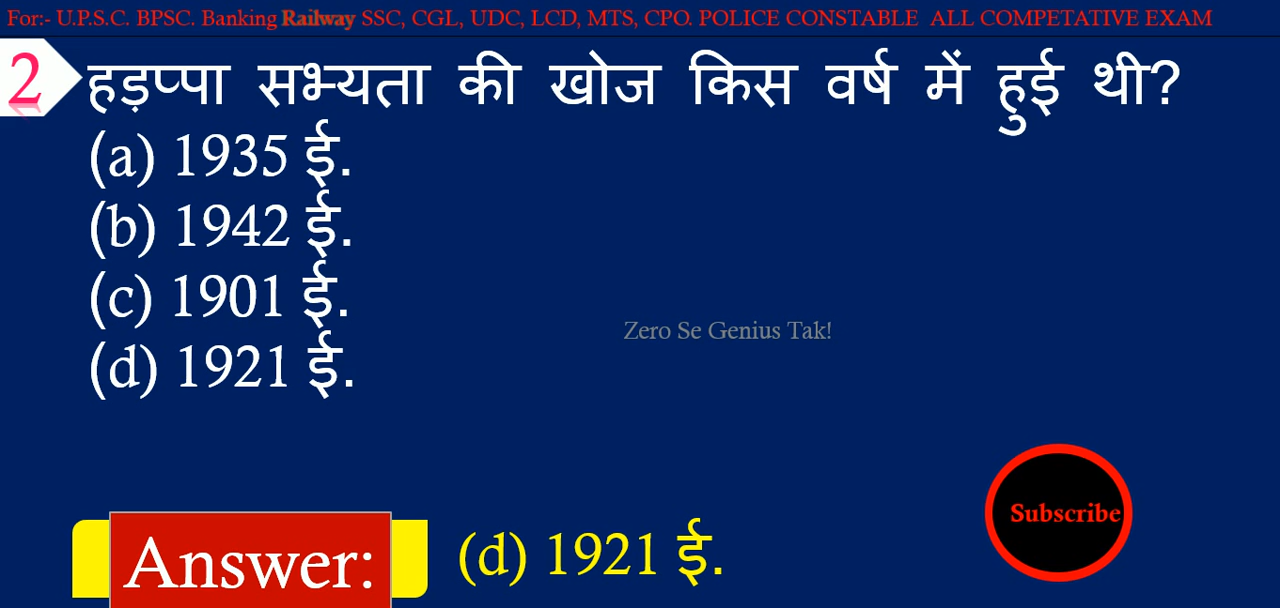 For:- U.P.S.C. BPSC. Banking Railway SSC, CGL, UDC, LCD, MTS, CPO. POLICE CONSTABLE ALL COMPETATIVE EXAM
2 हड़प्पा सभ्यता की खोज किस वर्ष में हुई थी?
(a) 1935 ई.
(b) 1942 ई.
(c) 1901 ई.
(d) 1921 ई.
Zero Se Genius Tak!
Subscribe
Answer: (d) 1921 ई.